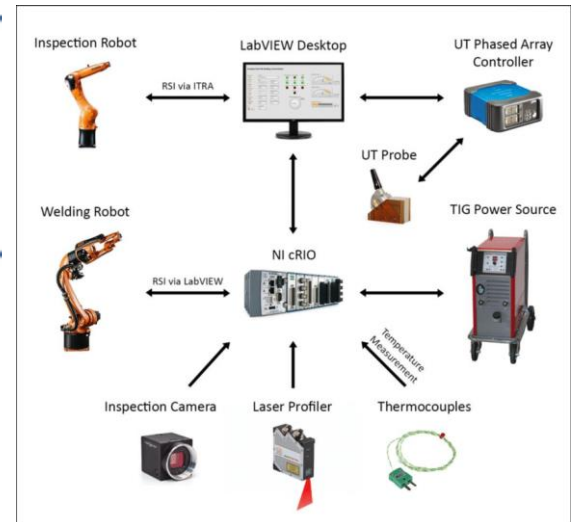 Inspection Robot
LabVIEW Desktop
UT Phased Array
Controller
RSI via ITRA
UT Probe
Welding Robot
NI cRIO
TIG Power Source
RSI via LabVIEW
Temperature
Measurement
Inspection Camera
Laser Profiler
Thermocouples